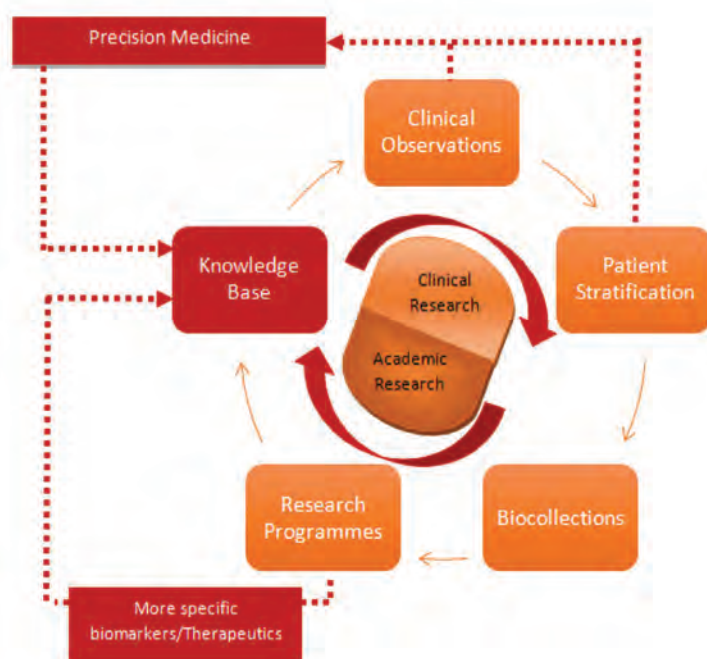 Precision Medicine
Clinical
Observations
Knowledge
Base
Clinical
Research
Patient
Stratification
Academic
Research
Research
Programmes
Biocollections
More specific
biomarkers/Therapeutics